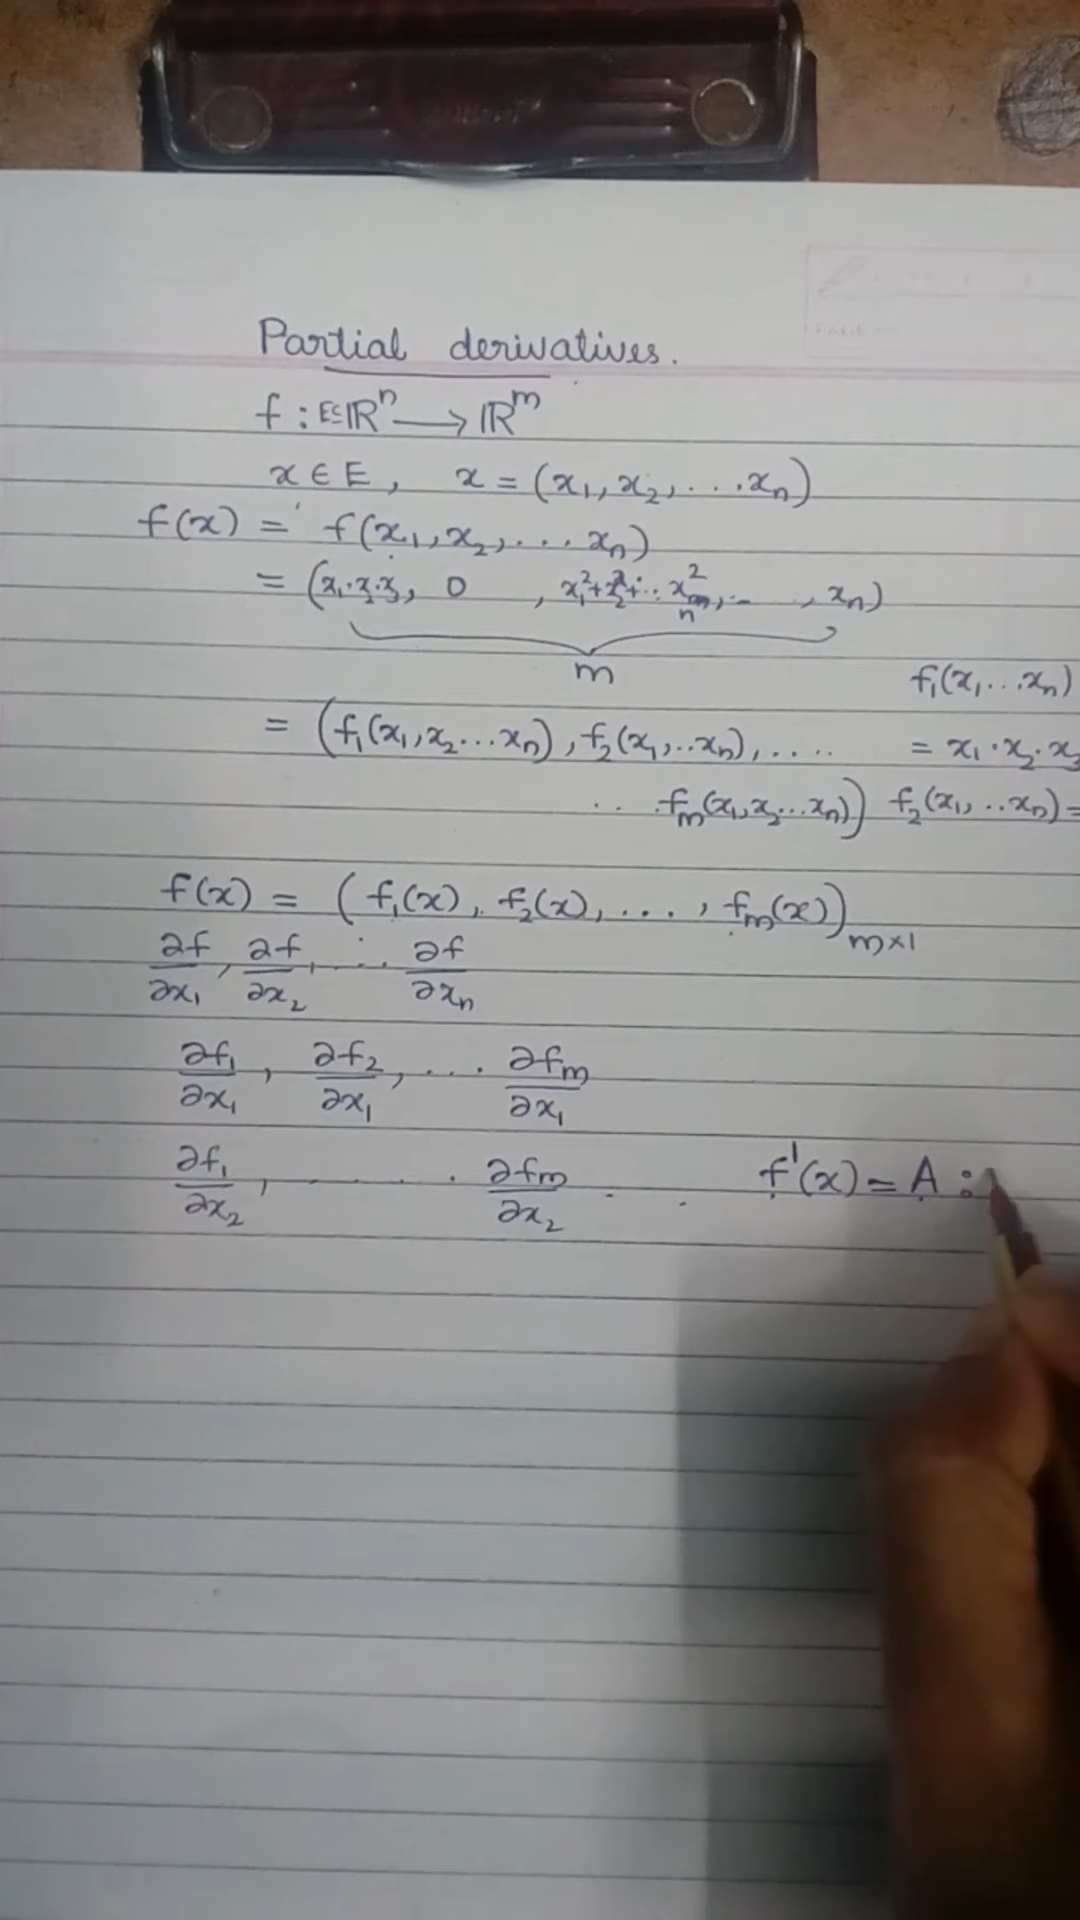 Partial derivatives.
f : E⊆ℝⁿ ⟶ ℝᵐ
x ∈ E, x = (x₁, x₂, ... xₙ)
f(x) = f(x₁, x₂, ... xₙ)
= (x₁·x₂·x₃, 0 , x₁²+x₂²+.. xₙ², .. , xₙ)
m
f₁(x₁...xₙ)
= (f₁(x₁,x₂...xₙ), f₂(x₁,..xₙ), ....
= x₁·x₂·x₃
.. . fₘ(x₁,x₂...xₙ)) f₂(x₁, ..xₙ) =
f(x) = (f₁(x), f₂(x), ..., fₘ(x))ₘₓ₁
∂f/∂x₁, ∂f/∂x₂, ... ∂f/∂xₙ
∂f₁/∂x₁, ∂f₂/∂x₁, ... ∂fₘ/∂x₁
∂f₁/∂x₂, ..... ∂fₘ/∂x₂ . . f'(x) = A :